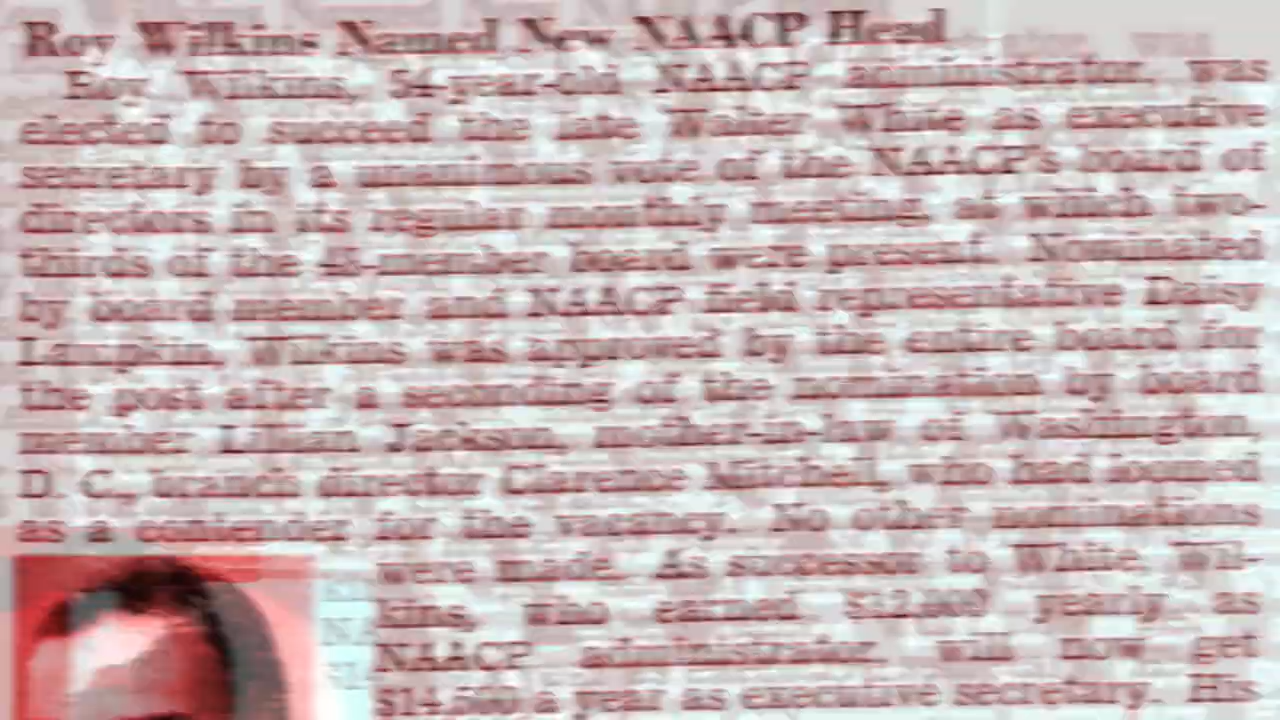 Roy Wilkins Named New NAACP Head
Roy Wilkins, 54-year-old NAACP administrator, was
elected to succeed the late Walter White as executive
secretary by a unanimous vote of the NAACP's board of
directors in its regular monthly meeting, at which two-
thirds of the 48-member board were present. Nominated
by board member and NAACP field representative Daisy
Lampkin, Wilkins was approved by the entire board for
the post after a seconding of the nomination by board
member Lillian Jackson, mother-in-law of Washington,
D. C., branch director Clarence Mitchell, who had loomed
as a contender for the vacancy. No other nominations
were made. As successor to White, Wil-
kins, who earned yearly as
NAACP administrator, will now get
a year as executive secretary. His